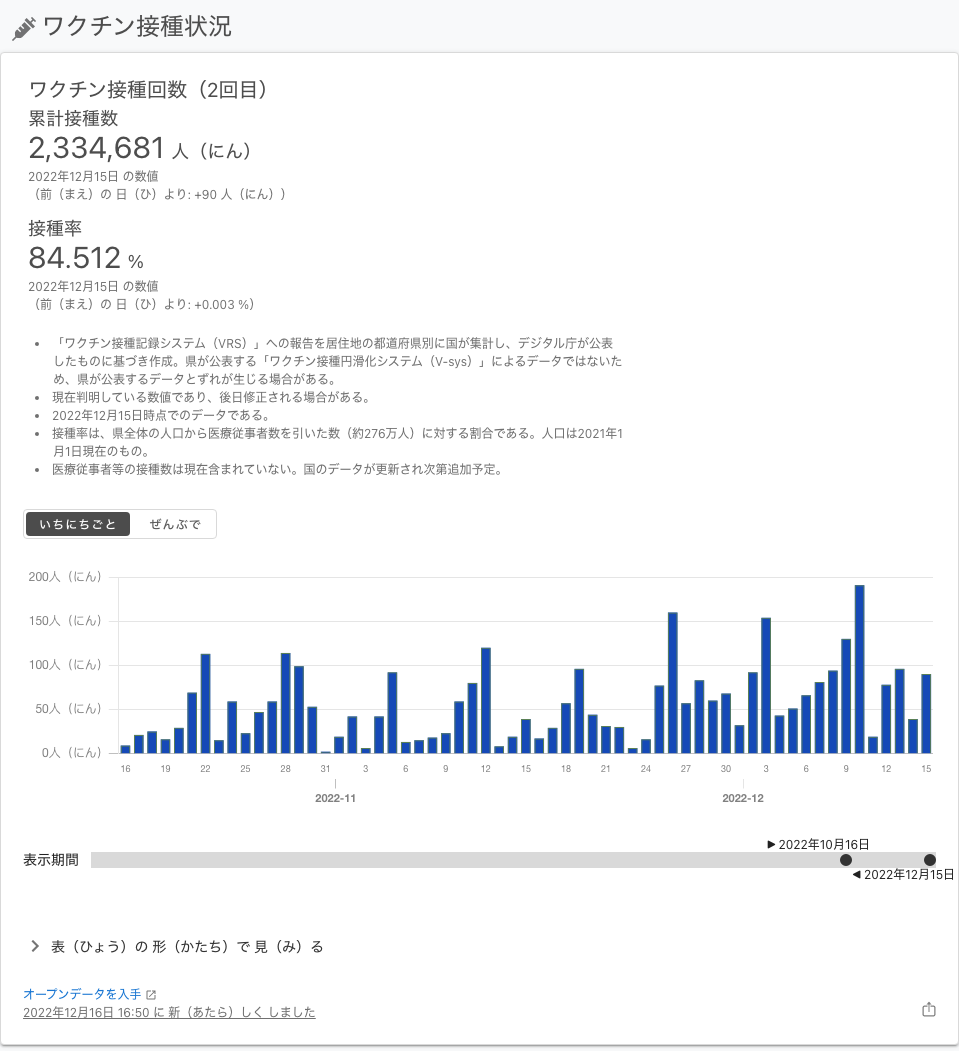 ワクチン接種状況
ワクチン接種回数（2回目）
累計接種数
2,334,681 人（にん）
2022年12月15日 の数値
（前（まえ）の 日（ひ）より: +90 人（にん））
接種率
84.512 %
2022年12月15日 の数値
（前（まえ）の 日（ひ）より: +0.003 %）
• 「ワクチン接種記録システム（VRS）」への報告を居住地の都道府県別に国が集計し、デジタル庁が公表
したものに基づき作成。県が公表する「ワクチン接種円滑化システム（V-sys）」によるデータではないた
め、県が公表するデータとずれが生じる場合がある。
• 現在判明している数値であり、後日修正される場合がある。
• 2022年12月15日時点でのデータである。
• 接種率は、県全体の人口から医療従事者数を引いた数（約276万人）に対する割合である。人口は2021年1
月1日現在のもの。
• 医療従事者等の接種数は現在含まれていない。国のデータが更新され次第追加予定。
いちにちごと ぜんぶで
200人（にん）
150人（にん）
100人（にん）
50人（にん）
0人（にん）
16 19 22 25 28 31 3 6 9 12 15 18 21 24 27 30 3 6 9 12 15
2022-11 2022-12
▶ 2022年10月16日
表示期間
◀ 2022年12月15日
表（ひょう）の 形（かたち）で 見（み）る
オープンデータを入手
2022年12月16日 16:50 に 新（あたら）しく しました